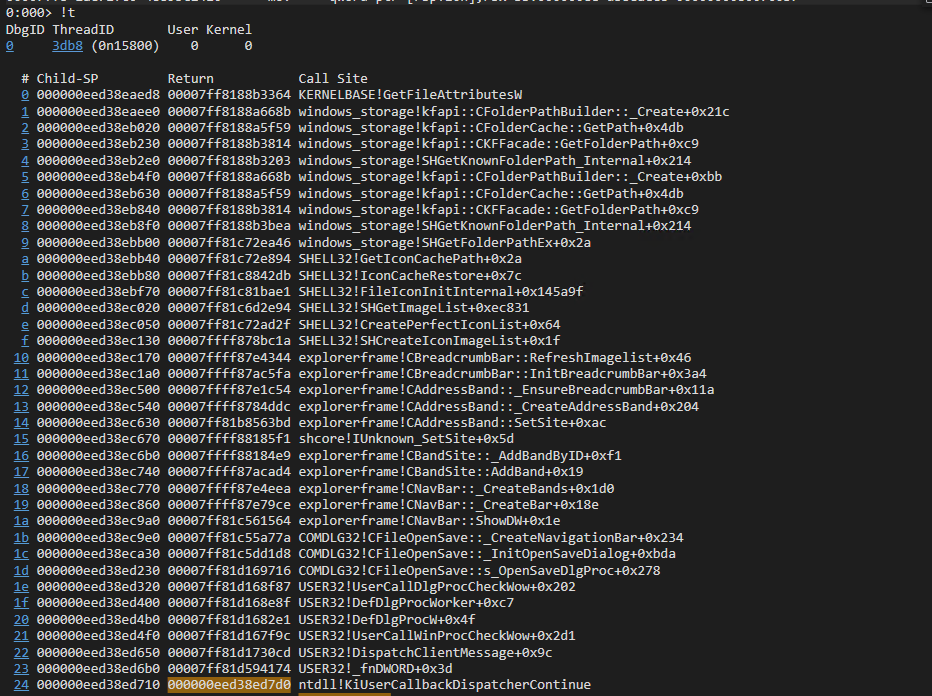 0:000> !t
DbgID ThreadID      User Kernel
0     3db8 (0n15800)    0      0
# Child-SP          Return            Call Site
0 000000eed38eaed8 00007ff8188b3364 KERNELBASE!GetFileAttributesW
1 000000eed38eaee0 00007ff8188a668b windows_storage!kfapi::CFolderPathBuilder::_Create+0x21c
2 000000eed38eb020 00007ff8188a5f59 windows_storage!kfapi::CFolderCache::GetPath+0x4db
3 000000eed38eb230 00007ff8188b3814 windows_storage!kfapi::CKFFacade::GetFolderPath+0xc9
4 000000eed38eb2e0 00007ff8188b3203 windows_storage!SHGetKnownFolderPath_Internal+0x214
5 000000eed38eb4f0 00007ff8188a668b windows_storage!kfapi::CFolderPathBuilder::_Create+0xbb
6 000000eed38eb630 00007ff8188a5f59 windows_storage!kfapi::CFolderCache::GetPath+0x4db
7 000000eed38eb840 00007ff8188b3814 windows_storage!kfapi::CKFFacade::GetFolderPath+0xc9
8 000000eed38eb8f0 00007ff8188b3bea windows_storage!SHGetKnownFolderPath_Internal+0x214
9 000000eed38ebb00 00007ff81c72ea46 windows_storage!SHGetFolderPathEx+0x2a
a 000000eed38ebb40 00007ff81c72e894 SHELL32!GetIconCachePath+0x2a
b 000000eed38ebb80 00007ff81c8842db SHELL32!IconCacheRestore+0x7c
c 000000eed38ebf70 00007ff81c81bae1 SHELL32!FileIconInitInternal+0x145a9f
d 000000eed38ec020 00007ff81c6d2e94 SHELL32!SHGetImageList+0xec831
e 000000eed38ec050 00007ff81c72ad2f SHELL32!CreatePerfectIconList+0x64
f 000000eed38ec130 00007ffff878bc1a SHELL32!SHCreateIconImageList+0x1f
10 000000eed38ec170 00007ffff87e4344 explorerframe!CBreadcrumbBar::RefreshImagelist+0x46
11 000000eed38ec1a0 00007ffff87ac5fa explorerframe!CBreadcrumbBar::InitBreadcrumbBar+0x3a4
12 000000eed38ec500 00007ffff87e1c54 explorerframe!CAddressBand::_EnsureBreadcrumbBar+0x11a
13 000000eed38ec540 00007ffff8784ddc explorerframe!CAddressBand::_CreateAddressBand+0x204
14 000000eed38ec630 00007ff81b8563bd explorerframe!CAddressBand::SetSite+0xac
15 000000eed38ec670 00007ffff88185f1 shcore!IUnknown_SetSite+0x5d
16 000000eed38ec6b0 00007ffff88184e9 explorerframe!CBandSite::_AddBandByID+0xf1
17 000000eed38ec740 00007ffff87acad4 explorerframe!CBandSite::AddBand+0x19
18 000000eed38ec770 00007ffff87e4eea explorerframe!CNavBar::_CreateBands+0x1d0
19 000000eed38ec860 00007ffff87e79ce explorerframe!CNavBar::_CreateBar+0x18e
1a 000000eed38ec9a0 00007ff81c561564 explorerframe!CNavBar::ShowDW+0x1e
1b 000000eed38ec9e0 00007ff81c55a77a COMDLG32!CFileOpenSave::_CreateNavigationBar+0x234
1c 000000eed38eca30 00007ff81c5dd1d8 COMDLG32!CFileOpenSave::_InitOpenSaveDialog+0xbda
1d 000000eed38ed230 00007ff81d169716 COMDLG32!CFileOpenSave::s_OpenSaveDlgProc+0x278
1e 000000eed38ed320 00007ff81d168f87 USER32!UserCallDlgProcCheckWow+0x202
1f 000000eed38ed400 00007ff81d168e8f USER32!DefDlgProcWorker+0xc7
20 000000eed38ed4b0 00007ff81d1682e1 USER32!DefDlgProcW+0x4f
21 000000eed38ed4f0 00007ff81d167f9c USER32!UserCallWinProcCheckWow+0x2d1
22 000000eed38ed650 00007ff81d1730cd USER32!DispatchClientMessage+0x9c
23 000000eed38ed6b0 00007ff81d594174 USER32!_fnDWORD+0x3d
24 000000eed38ed710 000000eed38ed7d0 ntdll!KiUserCallbackDispatcherContinue